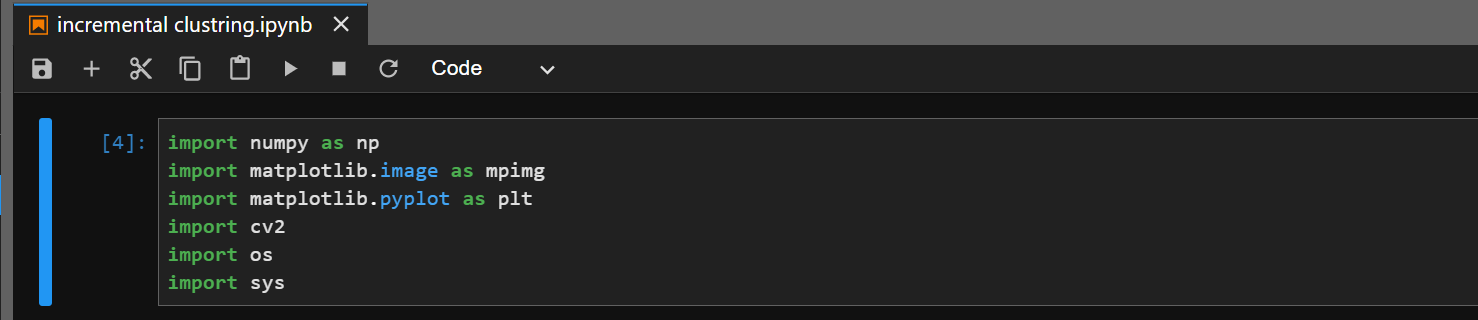 incremental clustring.ipynb
Code
[4]:
import numpy as np
import matplotlib.image as mpimg
import matplotlib.pyplot as plt
import cv2
import os
import sys